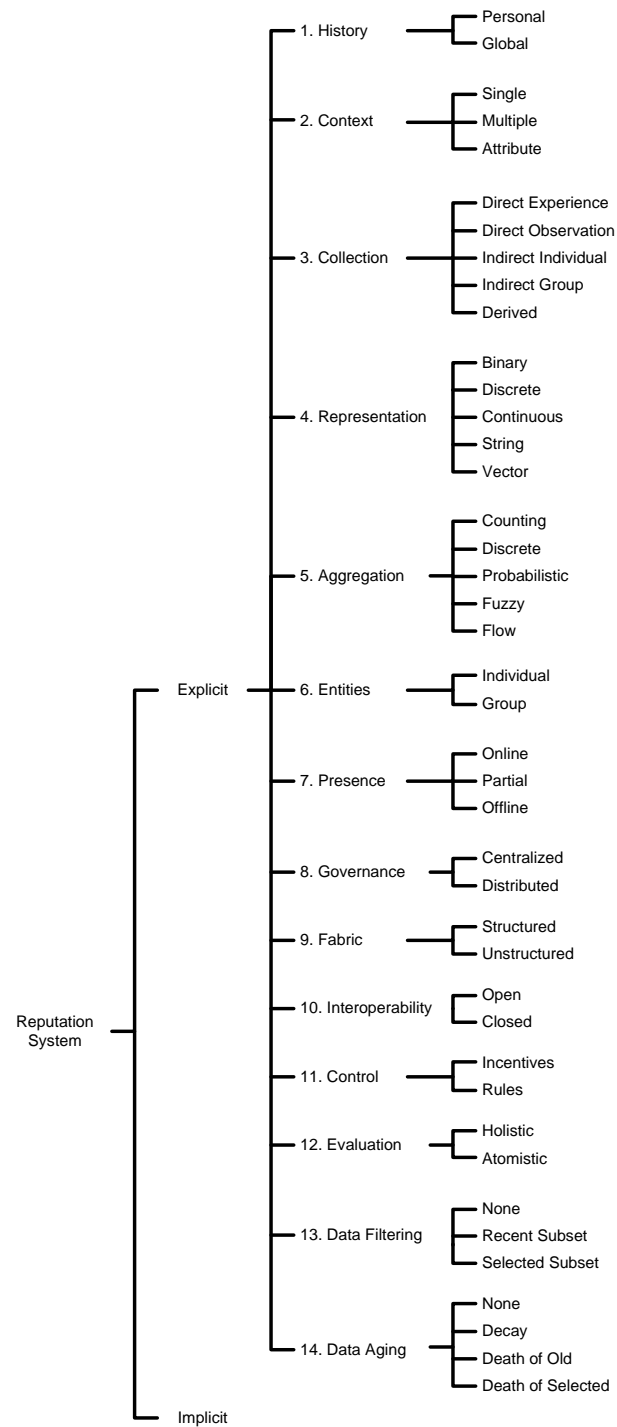 Reputation
System
Explicit
1. History
Personal
Global
2. Context
Single
Multiple
Attribute
3. Collection
Direct Experience
Direct Observation
Indirect Individual
Indirect Group
Derived
4. Representation
Binary
Discrete
Continuous
String
Vector
5. Aggregation
Counting
Discrete
Probabilistic
Fuzzy
Flow
6. Entities
Individual
Group
7. Presence
Online
Partial
Offline
8. Governance
Centralized
Distributed
9. Fabric
Structured
Unstructured
10. Interoperability
Open
Closed
11. Control
Incentives
Rules
12. Evaluation
Holistic
Atomistic
13. Data Filtering
None
Recent Subset
Selected Subset
14. Data Aging
None
Decay
Death of Old
Death of Selected
Implicit